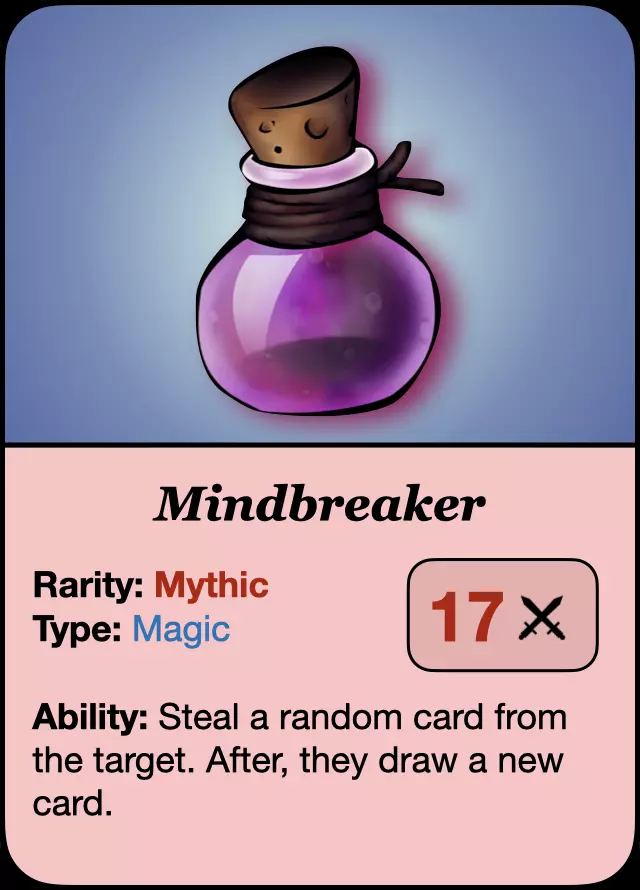 Mindbreaker
Rarity: Mythic
Type: Magic
17
Ability: Steal a random card from
the target. After, they draw a new
card.